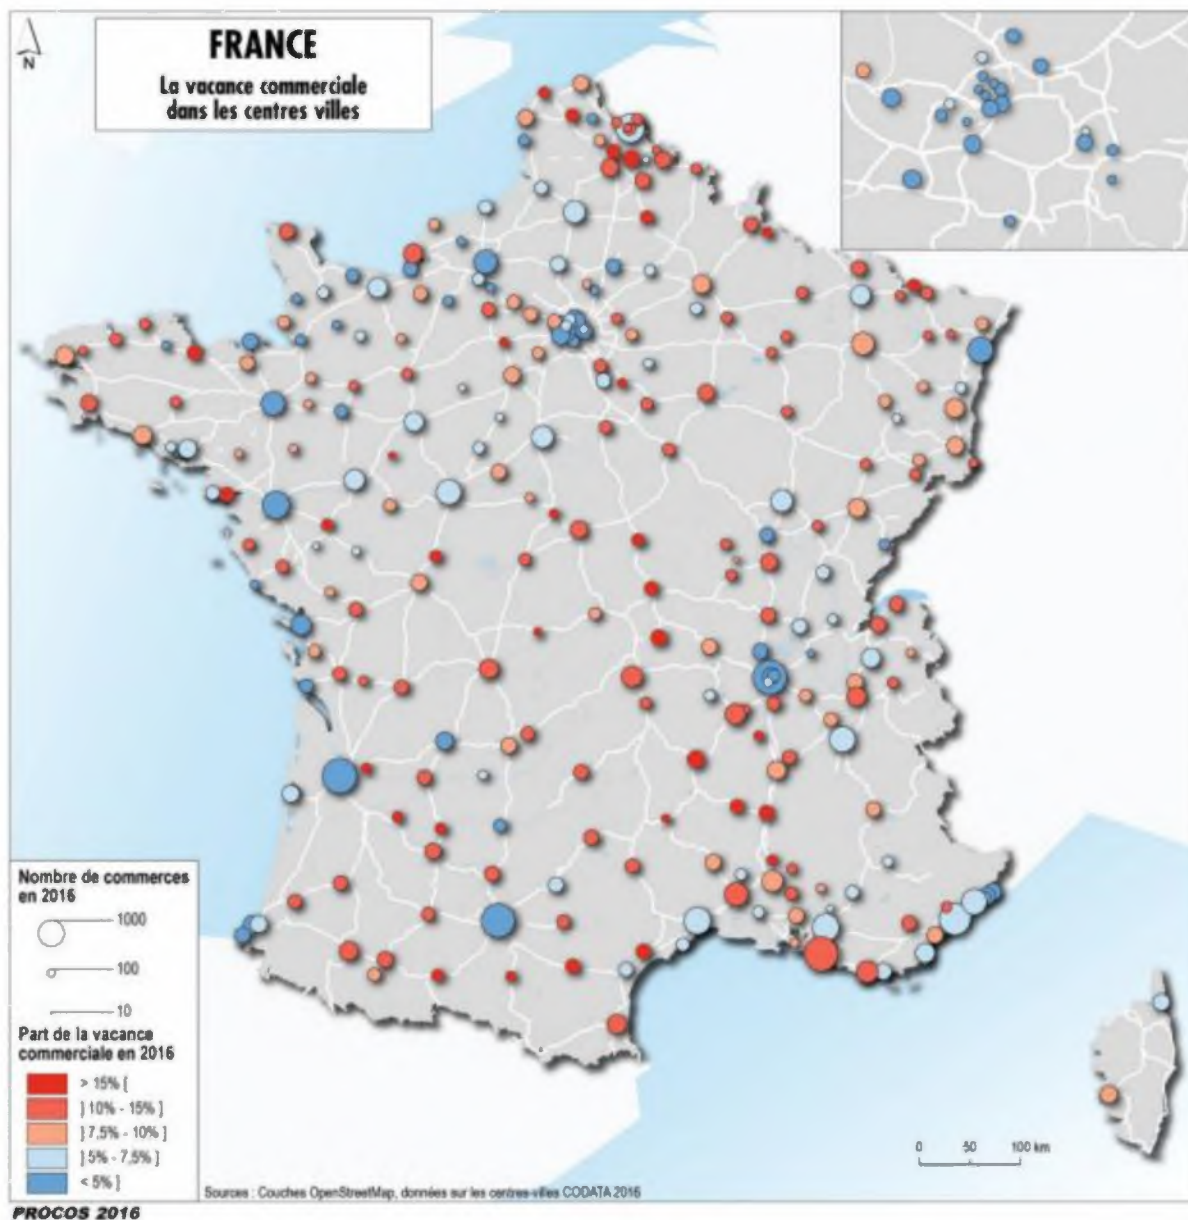 FRANCE
La vacance commerciale
dans les centres villes
N
Nombre de commerces
en 2016
1000
100
10
Part de la vacance
commerciale en 2016
> 15% [
] 10% - 15% ]
] 7,5% - 10% ]
] 5% - 7,5% ]
< 5% ]
0 50 100 km
Sources : Couches OpenStreetMap, données sur les centres-villes CODATA 2016
PROCOS 2016